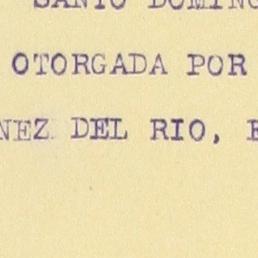 SANTO DOMING
OTORGADA POR
NEZ DEL RIO,